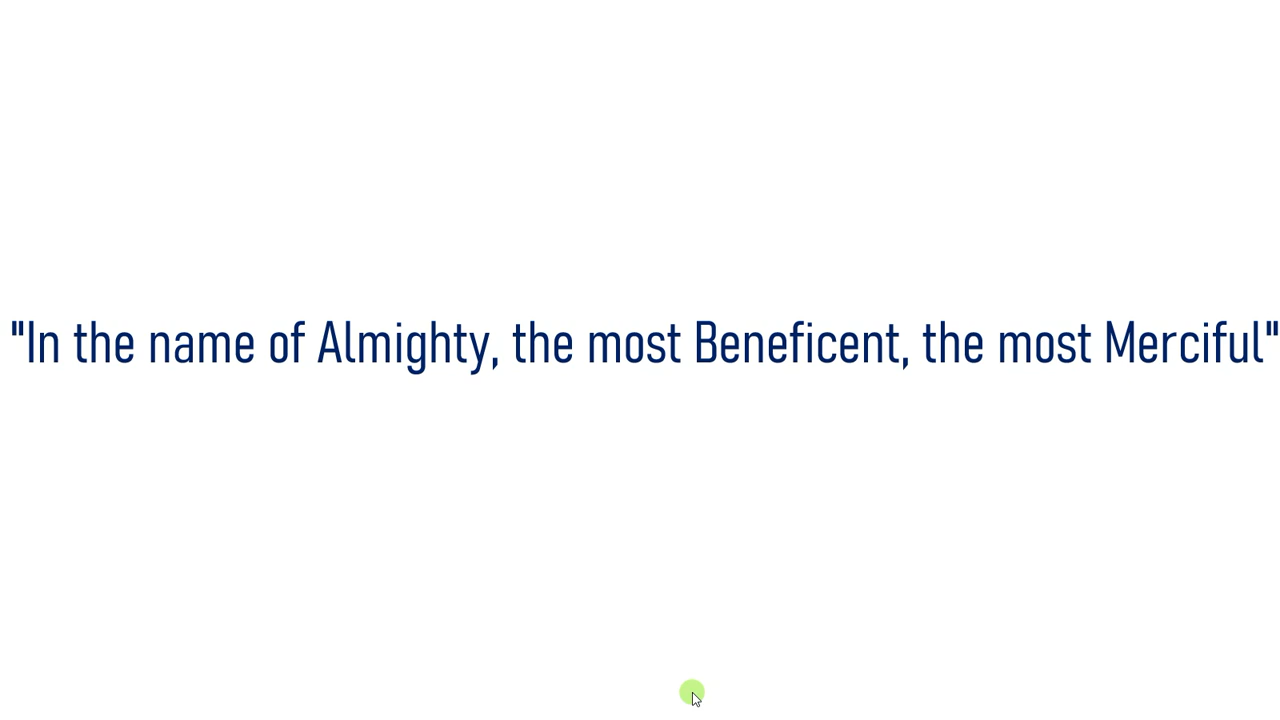 "In the name of Almighty, the most Beneficent, the most Merciful"